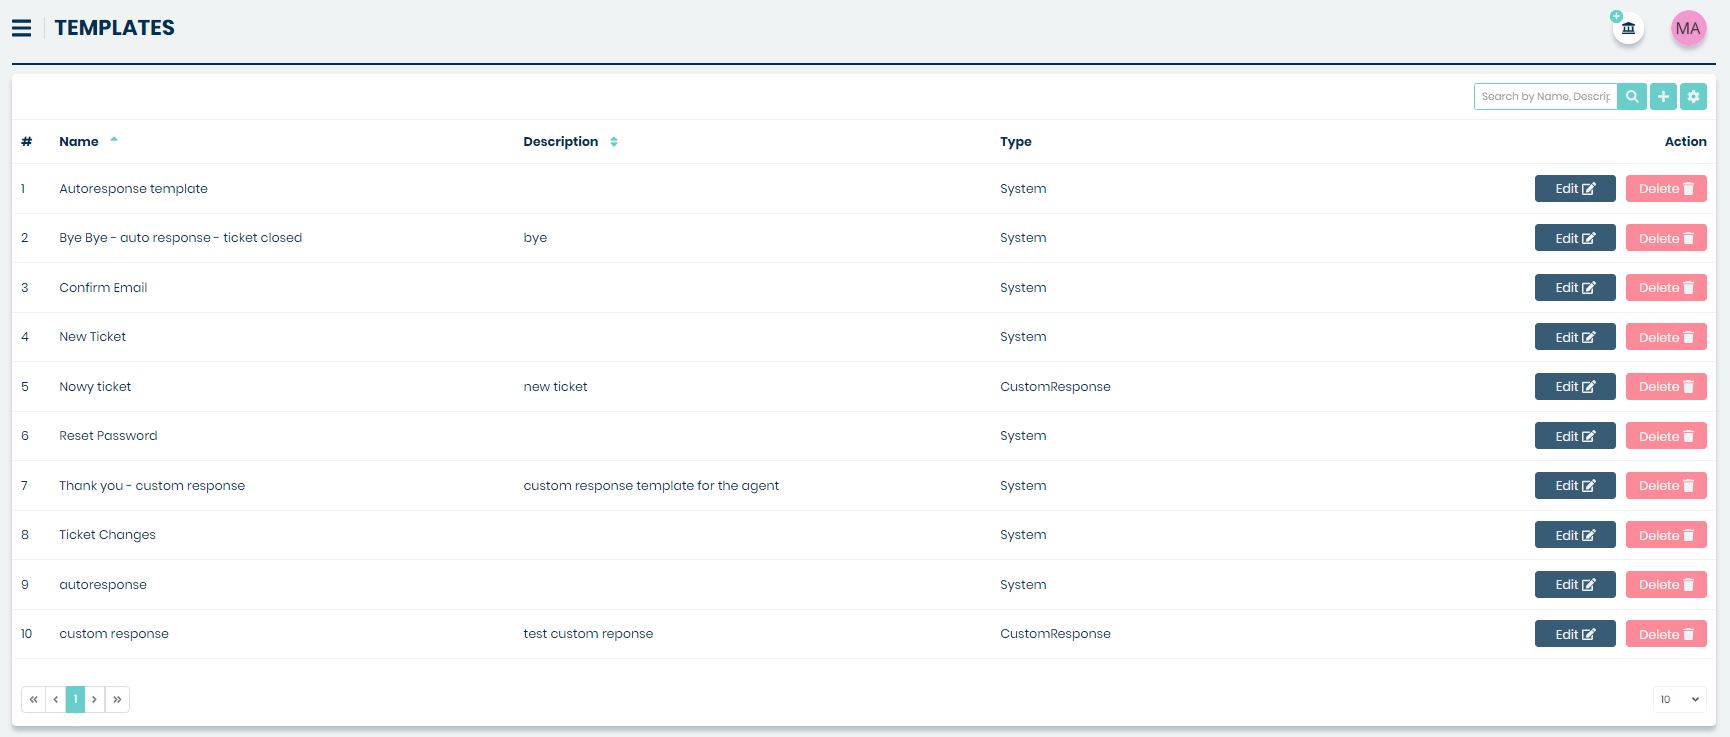 TEMPLATES
MA
Search by Name, Descrip
# Name Description Type Action
1 Autoresponse template System Edit Delete
2 Bye Bye - auto response - ticket closed bye System Edit Delete
3 Confirm Email System Edit Delete
4 New Ticket System Edit Delete
5 Nowy ticket new ticket CustomResponse Edit Delete
6 Reset Password System Edit Delete
7 Thank you - custom response custom response template for the agent System Edit Delete
8 Ticket Changes System Edit Delete
9 autoresponse System Edit Delete
10 custom response test custom reponse CustomResponse Edit Delete
« ‹ 1 › » 10